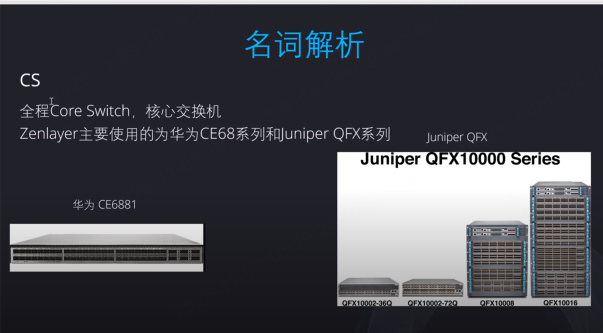 名词解析
CS
全程Core Switch，核心交换机
Zenlayer主要使用的为华为CE68系列和Juniper QFX系列
Juniper QFX
Juniper QFX10000 Series
华为 CE6881
QFX10002-36Q
QFX10002-72Q
QFX10008
QFX10016